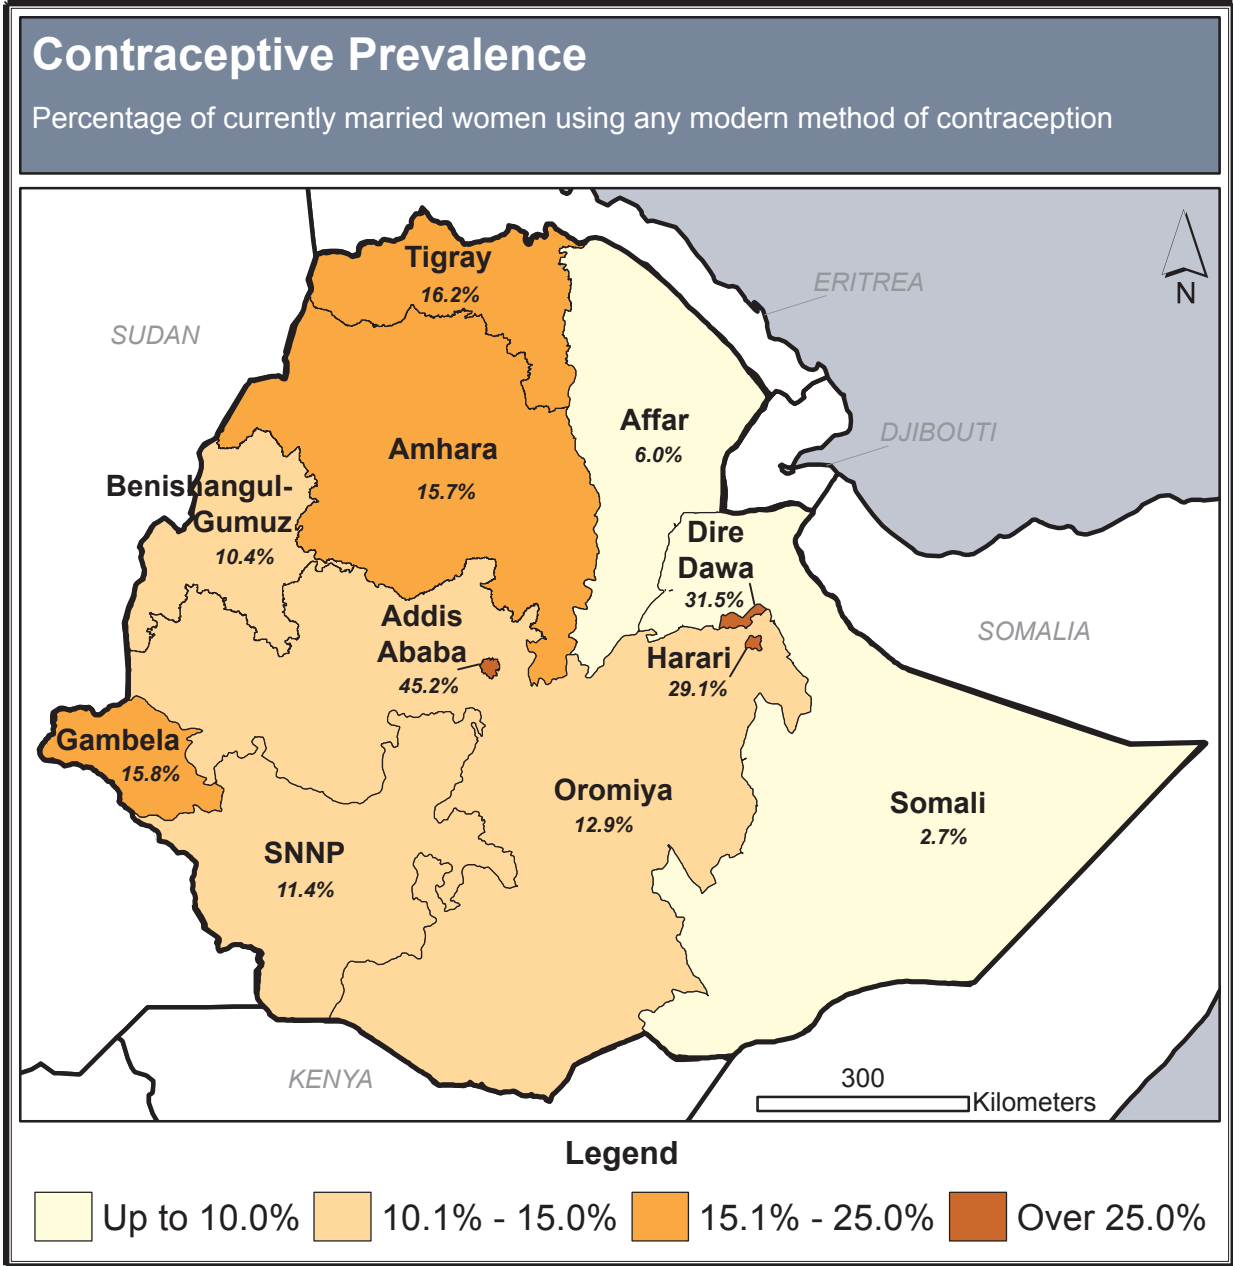 Contraceptive Prevalence
Percentage of currently married women using any modern method of contraception
Tigray
16.2%
ERITREA
N
SUDAN
Affar
6.0%
DJIBOUTI
Amhara
15.7%
Benishangul-
Gumuz
10.4%
Dire
Dawa
31.5%
Addis
Ababa
45.2%
SOMALIA
Harari
29.1%
Gambela
15.8%
Oromiya
12.9%
Somali
2.7%
SNNP
11.4%
KENYA
300
Kilometers
Legend
Up to 10.0%
10.1% - 15.0%
15.1% - 25.0%
Over 25.0%